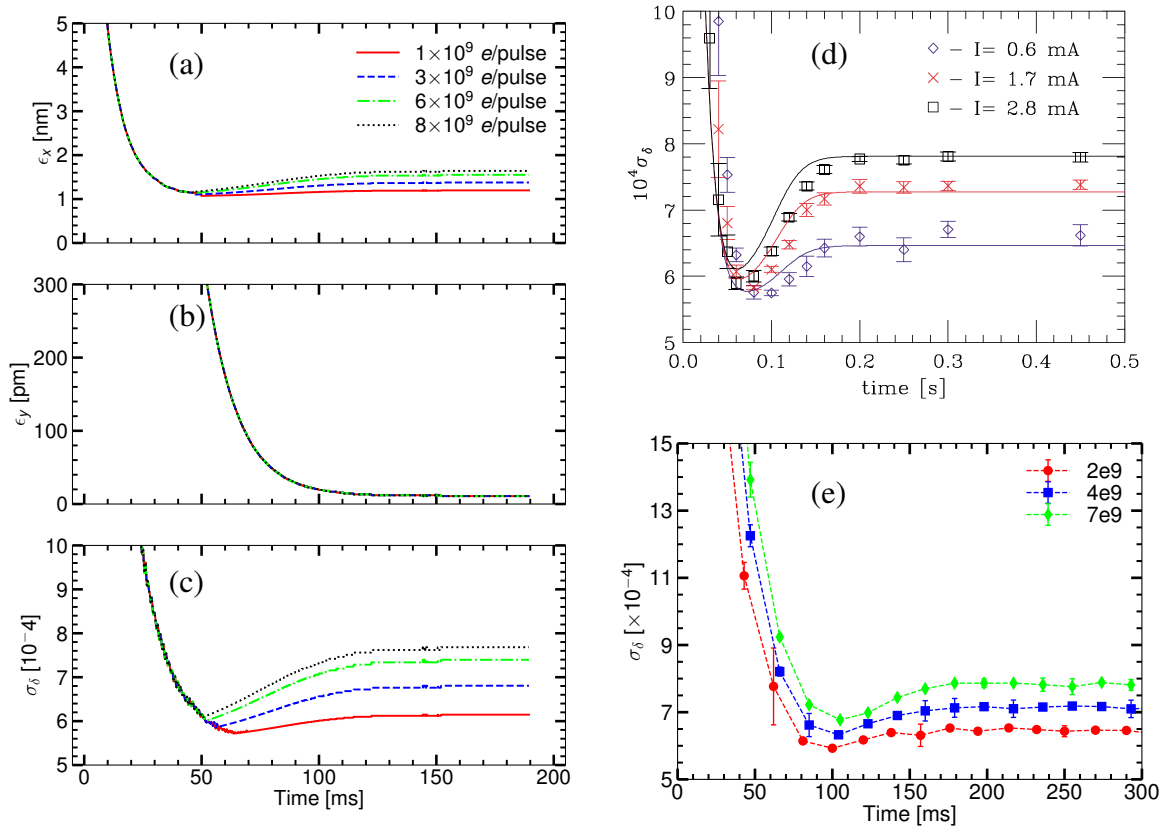 (a)
1×10⁹ e/pulse
3×10⁹ e/pulse
6×10⁹ e/pulse
8×10⁹ e/pulse
5
4
3
2
1
0
ϵx [nm]
(b)
300
200
100
0
ϵy [pm]
(c)
10
9
8
7
6
5
σδ [10−4]
0 50 100 150 200
Time [ms]
(d)
− I= 0.6 mA
− I= 1.7 mA
− I= 2.8 mA
10
9
8
7
6
5
10⁴σδ
0.0 0.1 0.2 0.3 0.4 0.5
time [s]
(e)
2e9
4e9
7e9
15
13
11
9
7
5
σδ [×10−4]
0 50 100 150 200 250 300
Time [ms]